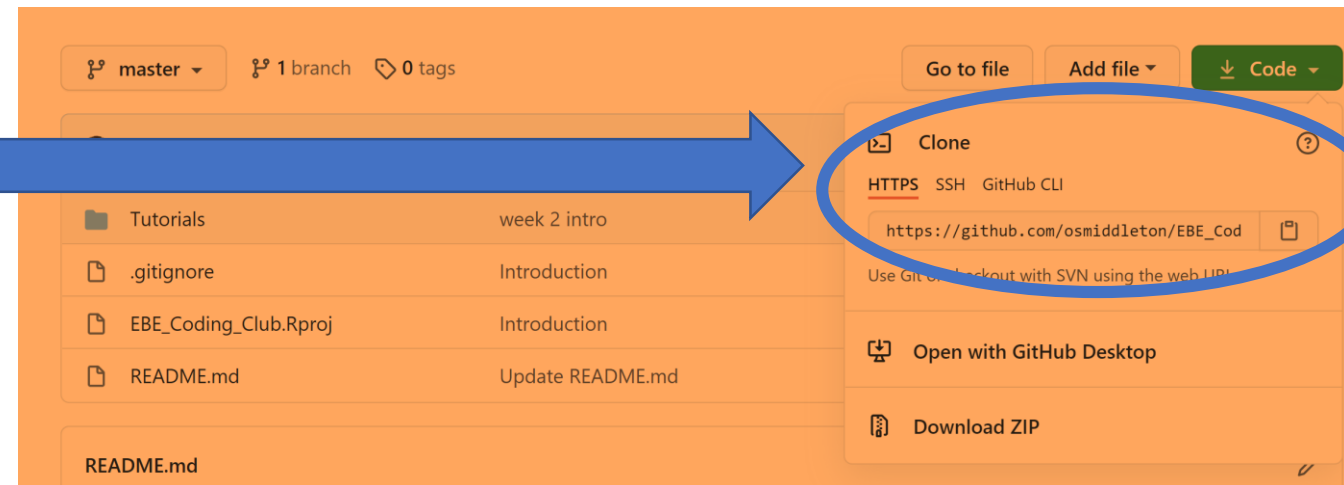 master 1 branch 0 tags Go to file Add file Code
Clone
HTTPS SSH GitHub CLI
https://github.com/osmiddleton/EBE_Cod
Tutorials week 2 intro
Use Git or checkout with SVN using the web URL.
.gitignore Introduction
EBE_Coding_Club.Rproj Introduction
Open with GitHub Desktop
README.md Update README.md
Download ZIP
README.md